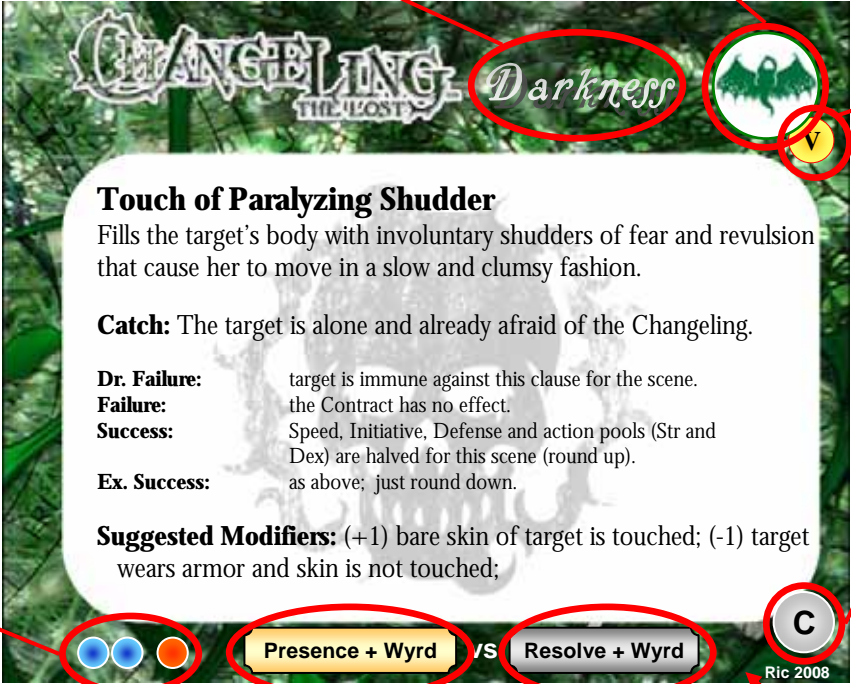 CHANGELING
THE LOST
Darkness
V
Touch of Paralyzing Shudder
Fills the target's body with involuntary shudders of fear and revulsion
that cause her to move in a slow and clumsy fashion.
Catch: The target is alone and already afraid of the Changeling.
Dr. Failure: target is immune against this clause for the scene.
Failure: the Contract has no effect.
Success: Speed, Initiative, Defense and action pools (Str and
Dex) are halved for this scene (round up).
Ex. Success: as above; just round down.
Suggested Modifiers: (+1) bare skin of target is touched; (-1) target
wears armor and skin is not touched;
Presence + Wyrd VS Resolve + Wyrd
C
Ric 2008